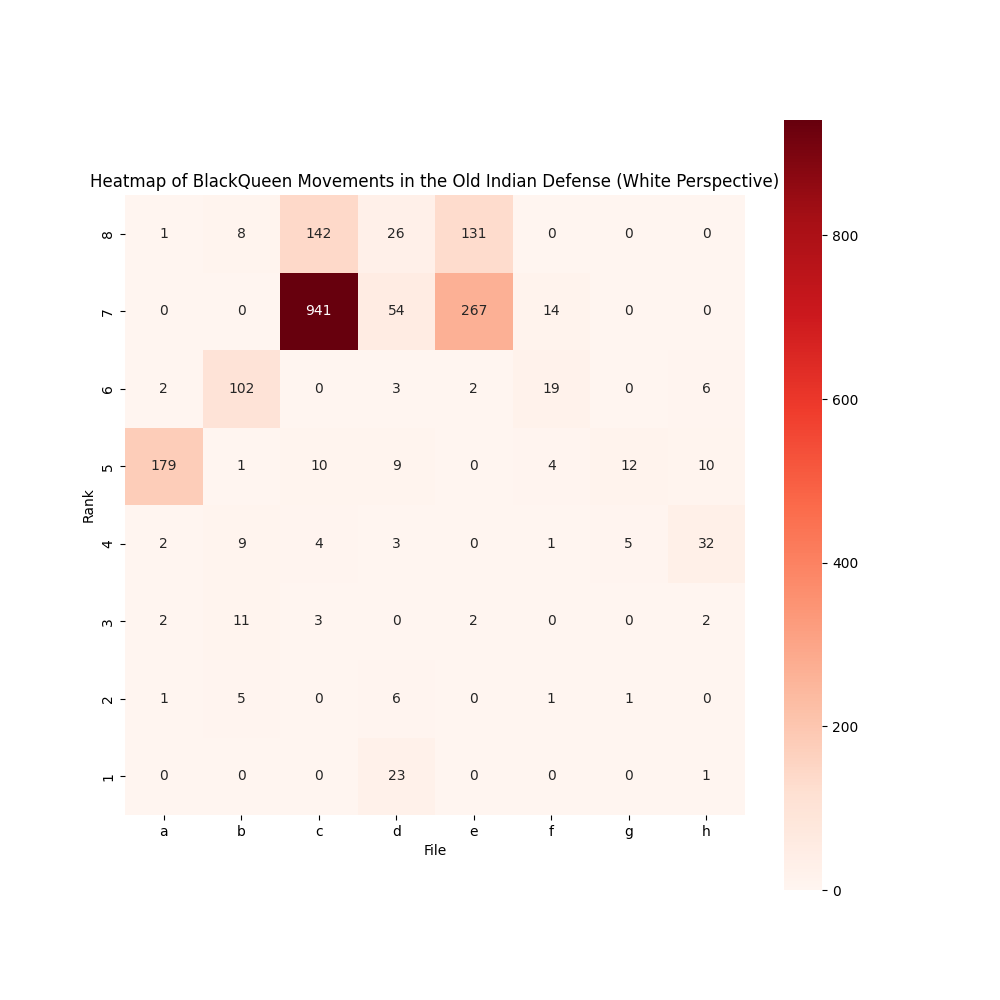 Heatmap of BlackQueen Movements in the Old Indian Defense (White Perspective)
8 1 8 142 26 131 0 0 0
7 0 0 941 54 267 14 0 0
6 2 102 0 3 2 19 0 6
5 179 1 10 9 0 4 12 10
4 2 9 4 3 0 1 5 32
3 2 11 3 0 2 0 0 2
2 1 5 0 6 0 1 1 0
1 0 0 0 23 0 0 0 1
Rank
a b c d e f g h
File
800
600
400
200
0